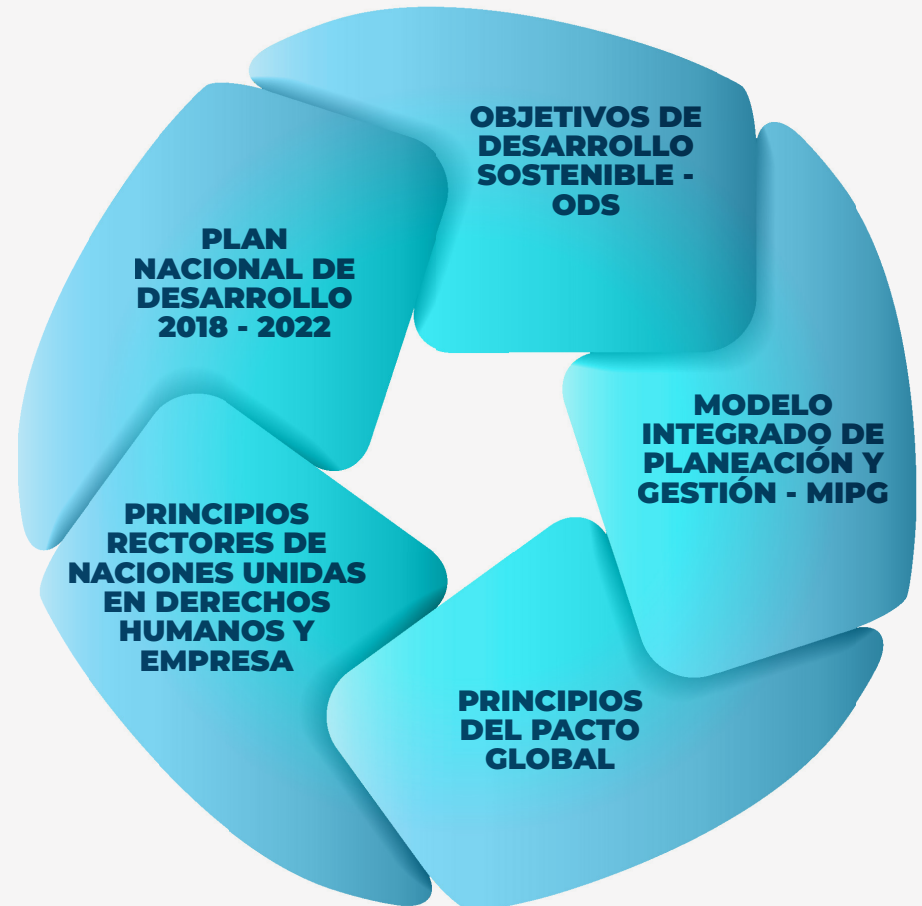 OBJETIVOS DE
DESARROLLO
SOSTENIBLE -
ODS
MODELO
INTEGRADO DE
PLANEACIÓN Y
GESTIÓN - MIPG
PRINCIPIOS
DEL PACTO
GLOBAL
PRINCIPIOS
RECTORES DE
NACIONES UNIDAS
EN DERECHOS
HUMANOS Y
EMPRESA
PLAN
NACIONAL DE
DESARROLLO
2018 - 2022